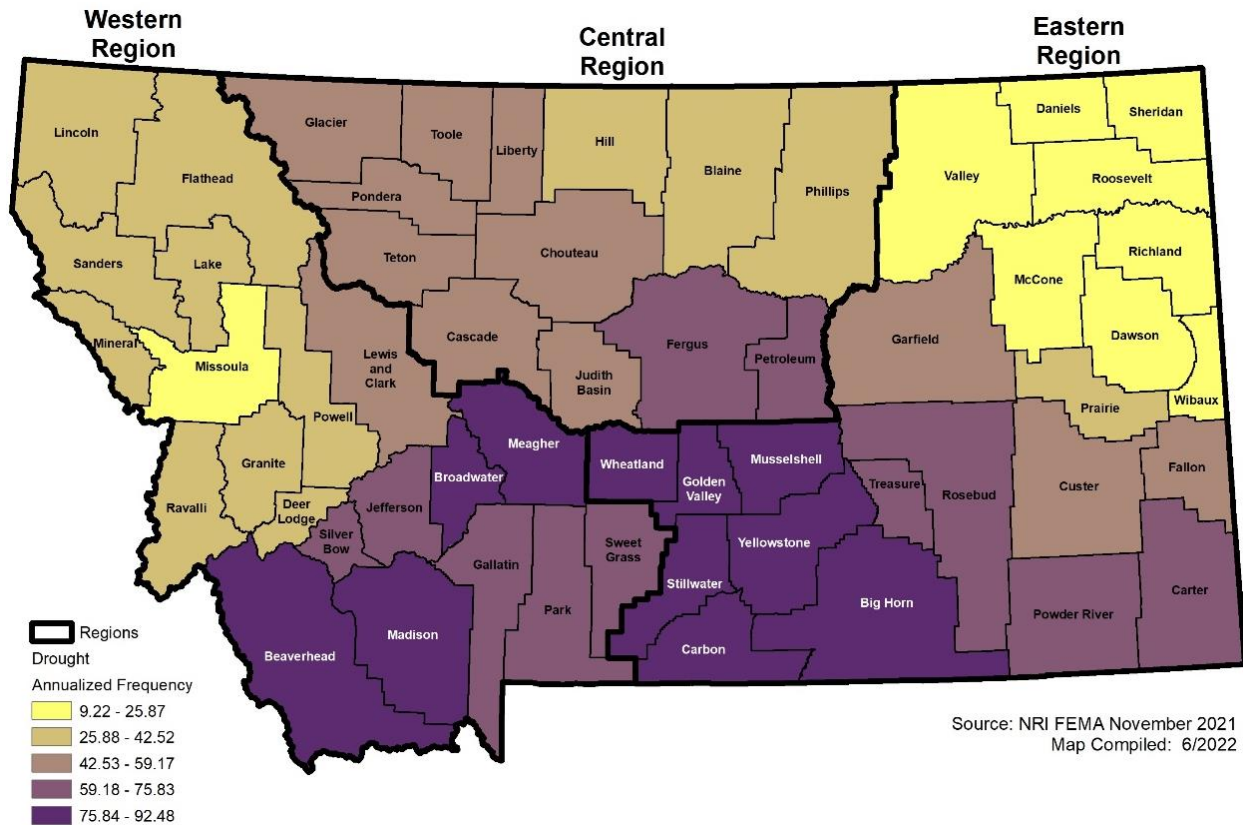 Western
Region
Central
Region
Eastern
Region
Lincoln
Flathead
Glacier
Toole
Liberty
Hill
Blaine
Phillips
Valley
Daniels
Sheridan
Roosevelt
Pondera
Teton
Chouteau
Sanders
Lake
Richland
McCone
Dawson
Wibaux
Mineral
Missoula
Lewis
and
Clark
Cascade
Judith
Basin
Fergus
Petroleum
Garfield
Prairie
Powell
Granite
Ravalli
Deer
Lodge
Silver
Bow
Jefferson
Broadwater
Meagher
Wheatland
Golden
Valley
Musselshell
Treasure
Rosebud
Custer
Fallon
Gallatin
Park
Sweet
Grass
Stillwater
Yellowstone
Big Horn
Carbon
Powder River
Carter
Beaverhead
Madison
Regions
Drought
Annualized Frequency
9.22 - 25.87
25.88 - 42.52
42.53 - 59.17
59.18 - 75.83
75.84 - 92.48
Source: NRI FEMA November 2021
Map Compiled: 6/2022